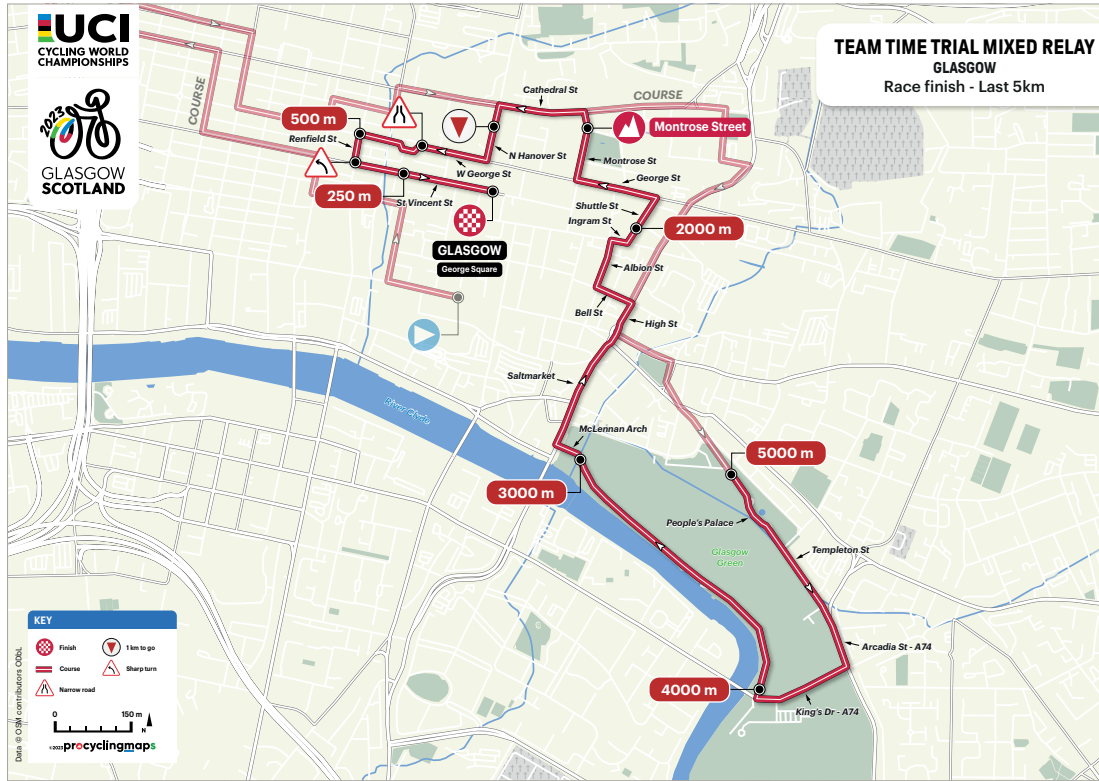 UCI
CYCLING WORLD
CHAMPIONSHIPS
2023
GLASGOW
SCOTLAND
TEAM TIME TRIAL MIXED RELAY
GLASGOW
Race finish - Last 5km
COURSE
COURSE
Cathedral St
500 m
Renfield St
Montrose Street
N Hanover St
Montrose St
W George St
George St
250 m
St Vincent St
Shuttle St
Ingram St
2000 m
GLASGOW
George Square
Albion St
Bell St
High St
Saltmarket
River Clyde
McLennan Arch
5000 m
3000 m
People's Palace
Templeton St
Glasgow
Green
Arcadia St - A74
4000 m
King's Dr - A74
KEY
Finish
1 km to go
Course
Sharp turn
Narrow road
0 150 m
N
©2023 procyclingmaps
Data © OSM contributors ODbL